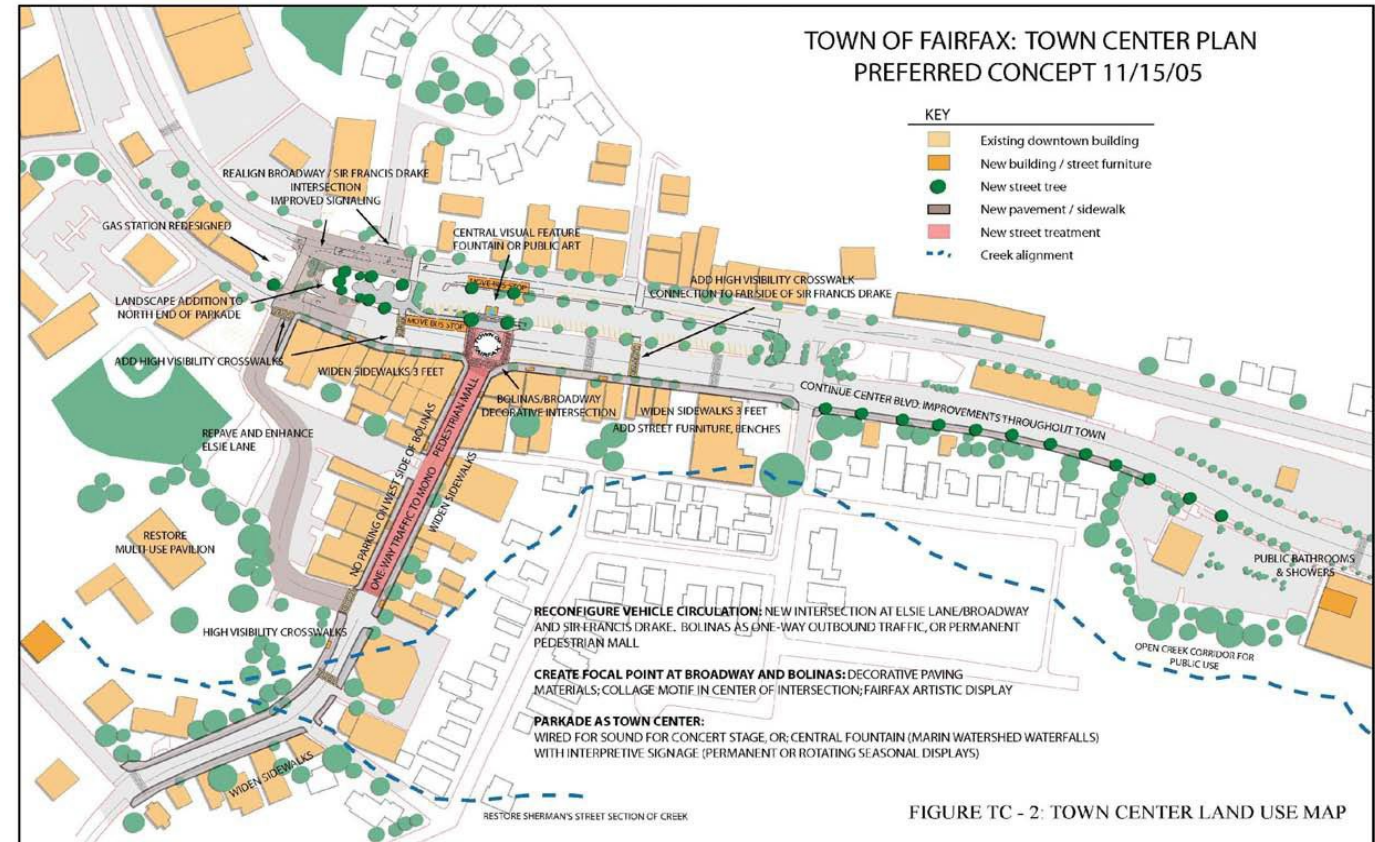 TOWN OF FAIRFAX: TOWN CENTER PLAN
PREFERRED CONCEPT 11/15/05
KEY
Existing downtown building
New building / street furniture
New street tree
New pavement / sidewalk
New street treatment
Creek alignment
REALIGN BROADWAY / SIR FRANCIS DRAKE
INTERSECTION
IMPROVED SIGNALING
GAS STATION REDESIGNED
CENTRAL VISUAL FEATURE
FOUNTAIN OR PUBLIC ART
MOVE BUS STOP
ADD HIGH VISIBILITY CROSSWALK
CONNECTION TO FAR SIDE OF SIR FRANCIS DRAKE
LANDSCAPE ADDITION TO
NORTH END OF PARKADE
MOVE BUS STOP
TOWN OF
FAIRFAX
ADD HIGH VISIBILITY CROSSWALKS
WIDEN SIDEWALKS 3 FEET
BOLINAS/BROADWAY
DECORATIVE INTERSECTION
WIDEN SIDEWALKS 3 FEET
ADD STREET FURNITURE, BENCHES
CONTINUE CENTER BLVD. IMPROVEMENTS THROUGHOUT TOWN
REPAVE AND ENHANCE
ELSIE LANE
NO PARKING ON WEST SIDE OF BOLINAS
ONE-WAY TRAFFIC TO MONO
PEDESTRIAN MALL
WIDEN SIDEWALKS
RESTORE
MULTI-USE PAVILION
PUBLIC BATHROOMS
& SHOWERS
HIGH VISIBILITY CROSSWALKS
RECONFIGURE VEHICLE CIRCULATION: NEW INTERSECTION AT ELSIE LANE/BROADWAY
AND SIR FRANCIS DRAKE. BOLINAS AS ONE-WAY OUTBOUND TRAFFIC, OR PERMANENT
PEDESTRIAN MALL
OPEN CREEK CORRIDOR FOR
PUBLIC USE
CREATE FOCAL POINT AT BROADWAY AND BOLINAS: DECORATIVE PAVING
MATERIALS; COLLAGE MOTIF IN CENTER OF INTERSECTION; FAIRFAX ARTISTIC DISPLAY
PARKADE AS TOWN CENTER:
WIRED FOR SOUND FOR CONCERT STAGE, OR; CENTRAL FOUNTAIN (MARIN WATERSHED WATERFALLS)
WITH INTERPRETIVE SIGNAGE (PERMANENT OR ROTATING SEASONAL DISPLAYS)
WIDEN SIDEWALKS
RESTORE SHERMAN'S STREET SECTION OF CREEK
FIGURE TC - 2: TOWN CENTER LAND USE MAP